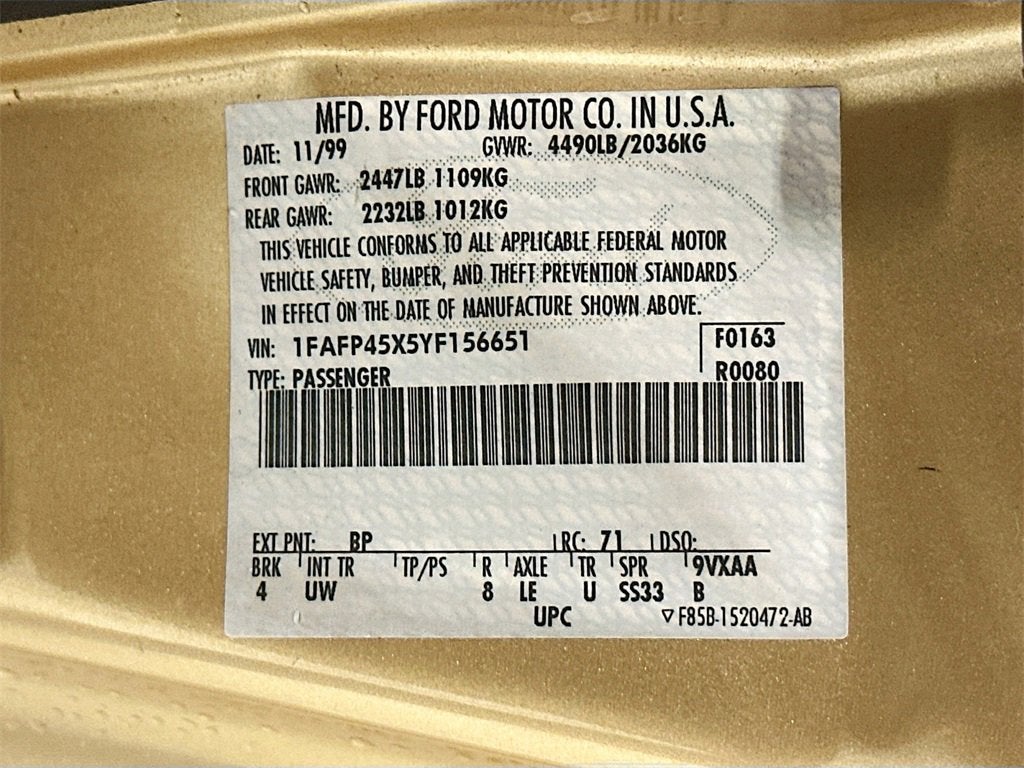 MFD. BY FORD MOTOR CO. IN U.S.A.
DATE: 11/99 GVWR: 4490LB/2036KG
FRONT GAWR: 2447LB 1109KG
REAR GAWR: 2232LB 1012KG
THIS VEHICLE CONFORMS TO ALL APPLICABLE FEDERAL MOTOR
VEHICLE SAFETY, BUMPER, AND THEFT PREVENTION STANDARDS
IN EFFECT ON THE DATE OF MANUFACTURE SHOWN ABOVE.
VIN: 1FAFP45X5YF156651 F0163
TYPE: PASSENGER R0080
EXT PNT: BP RC: 71 DSO:
BRK INT TR TP/PS R AXLE TR SPR 9VXAA
4 UW 8 LE U SS33 B
UPC ▽ F85B-1520472-AB